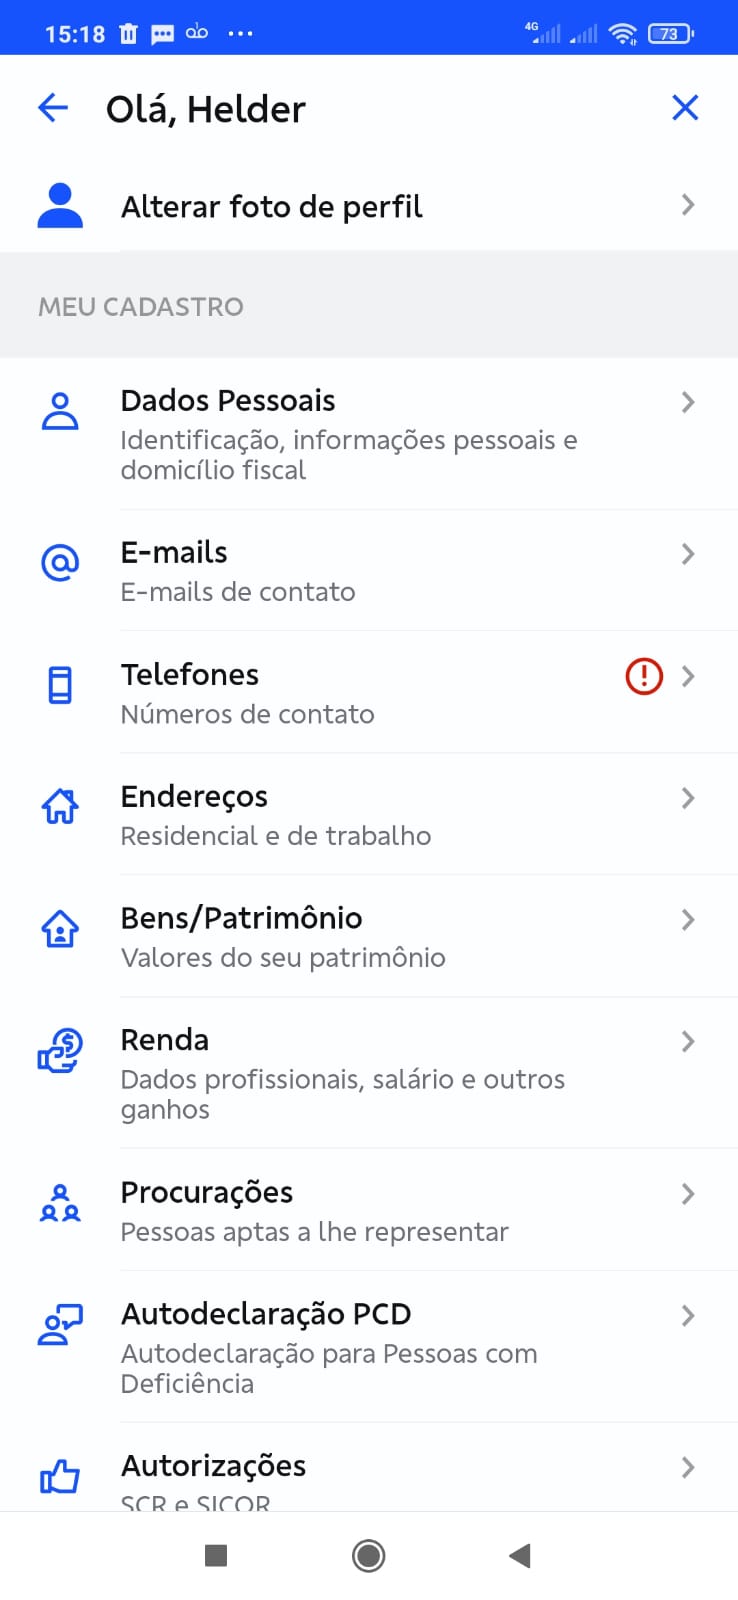 15:18
4G
73
Olá, Helder
Alterar foto de perfil
MEU CADASTRO
Dados Pessoais
Identificação, informações pessoais e
domicílio fiscal
E-mails
E-mails de contato
Telefones
Números de contato
Endereços
Residencial e de trabalho
Bens/Patrimônio
Valores do seu patrimônio
Renda
Dados profissionais, salário e outros
ganhos
Procurações
Pessoas aptas a lhe representar
Autodeclaração PCD
Autodeclaração para Pessoas com
Deficiência
Autorizações
SCR e SICOR